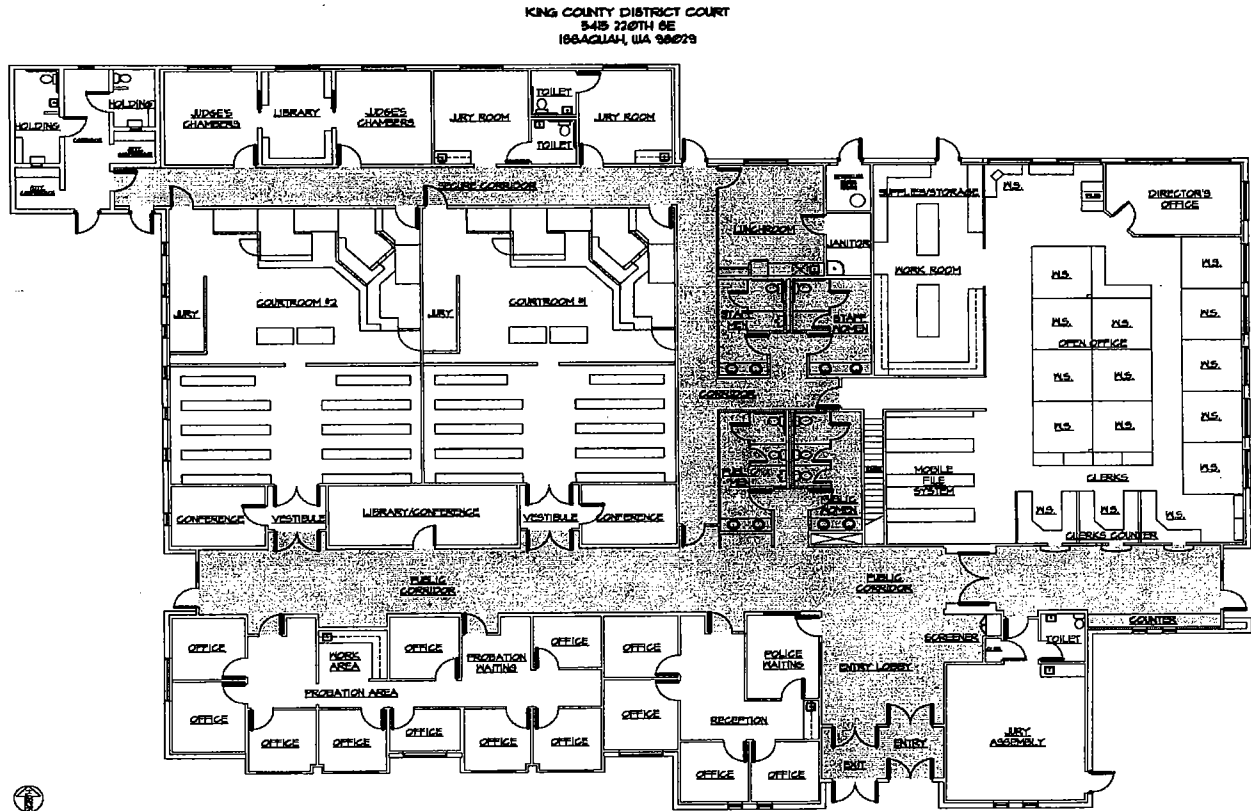 KING COUNTY DISTRICT COURT
5415 220TH SE
ISSAQUAH, WA 98029
HOLDING
HOLDING
JUDGE'S
CHAMBERS
LIBRARY
JUDGE'S
CHAMBERS
JURY ROOM
TOILET
TOILET
JURY ROOM
SECURE CORRIDOR
LUNCHROOM
JANITOR
SUPPLIES/STORAGE
WORK ROOM
W.S.
DIRECTOR'S
OFFICE
JURY
COURTROOM #2
JURY
COURTROOM #1
STAFF
MEN
STAFF
WOMEN
W.S.
W.S.
W.S.
W.S.
W.S.
OPEN OFFICE
W.S.
W.S.
W.S.
W.S.
W.S.
W.S.
W.S.
W.S.
CORRIDOR
PUBLIC
MEN
PUBLIC
WOMEN
MOBILE
FILE
SYSTEM
CLERKS
W.S.
W.S.
W.S.
CLERKS COUNTER
CONFERENCE
VESTIBULE
LIBRARY/CONFERENCE
VESTIBULE
CONFERENCE
PUBLIC
CORRIDOR
PUBLIC
CORRIDOR
COUNTER
OFFICE
WORK
AREA
OFFICE
PROBATION
WAITING
OFFICE
OFFICE
POLICE
WAITING
ENTRY LOBBY
SCREENER
TOILET
PROBATION AREA
OFFICE
OFFICE
OFFICE
OFFICE
OFFICE
OFFICE
OFFICE
RECEPTION
OFFICE
OFFICE
EXIT
ENTRY
JURY
ASSEMBLY
N